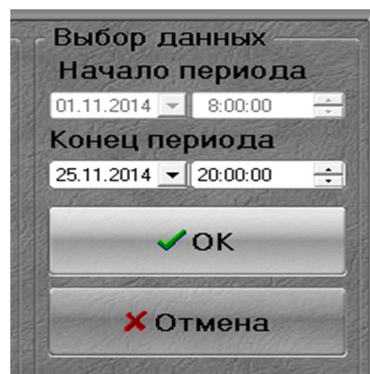 Выбор данных
Начало периода
01.11.2014 8:00:00
Конец периода
25.11.2014 20:00:00
OK
Отмена